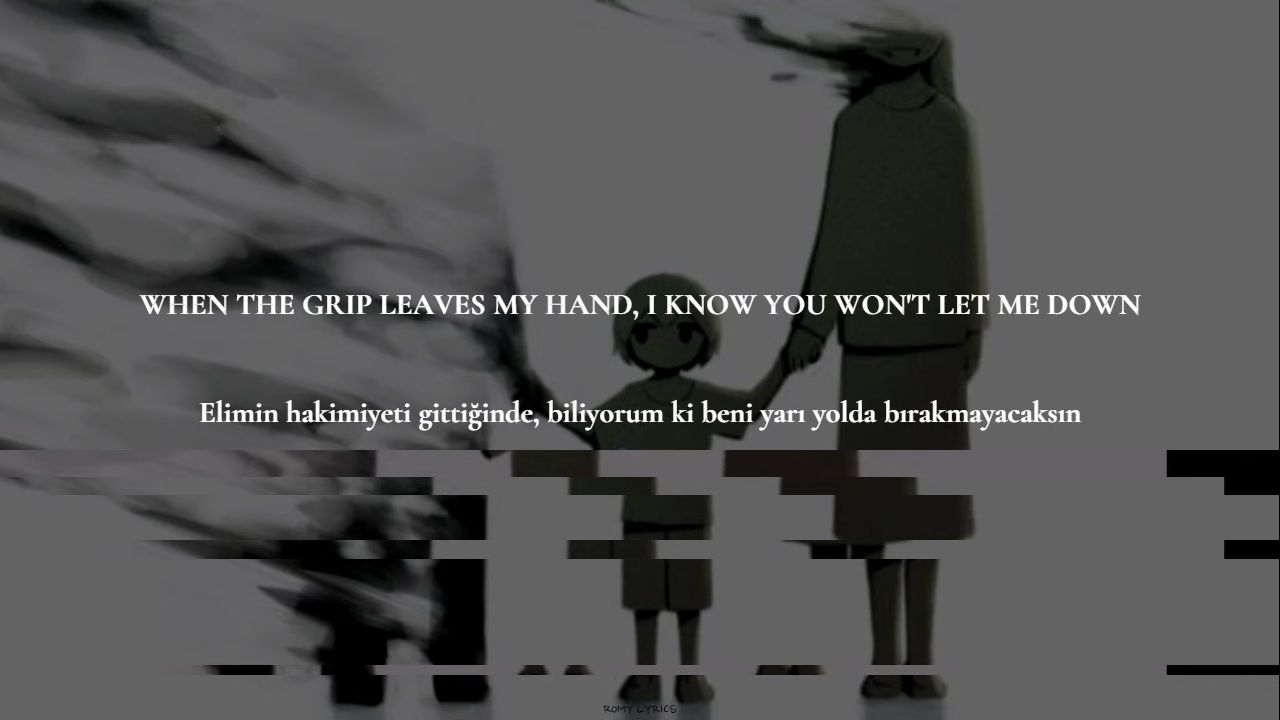 WHEN THE GRIP LEAVES MY HAND, I KNOW YOU WON'T LET ME DOWN
Elimin hakimiyeti gittiğinde, biliyorum ki beni yarı yolda bırakmayacaksın
ROMY LYRICS